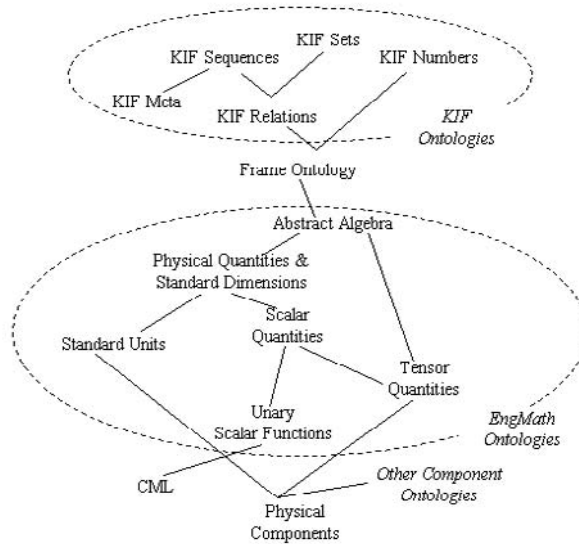 KIF Sets
KIF Sequences
KIF Numbers
KIF Meta
KIF Relations
KIF
Ontologies
Frame Ontology
Abstract Algebra
Physical Quantities &
Standard Dimensions
Scalar
Quantities
Standard Units
Tensor
Quantities
Unary
Scalar Functions
EngMath
Ontologies
CML
Other Component
Ontologies
Physical
Components